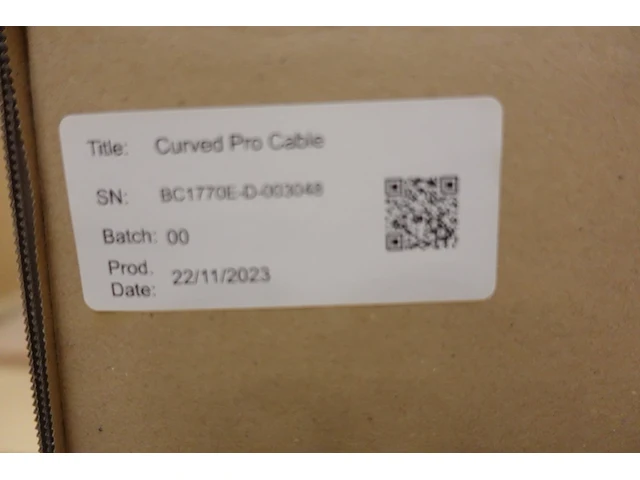 Title: Curved Pro Cable
SN: BC1770E-D-003048
Batch: 00
Prod.
Date: 22/11/2023